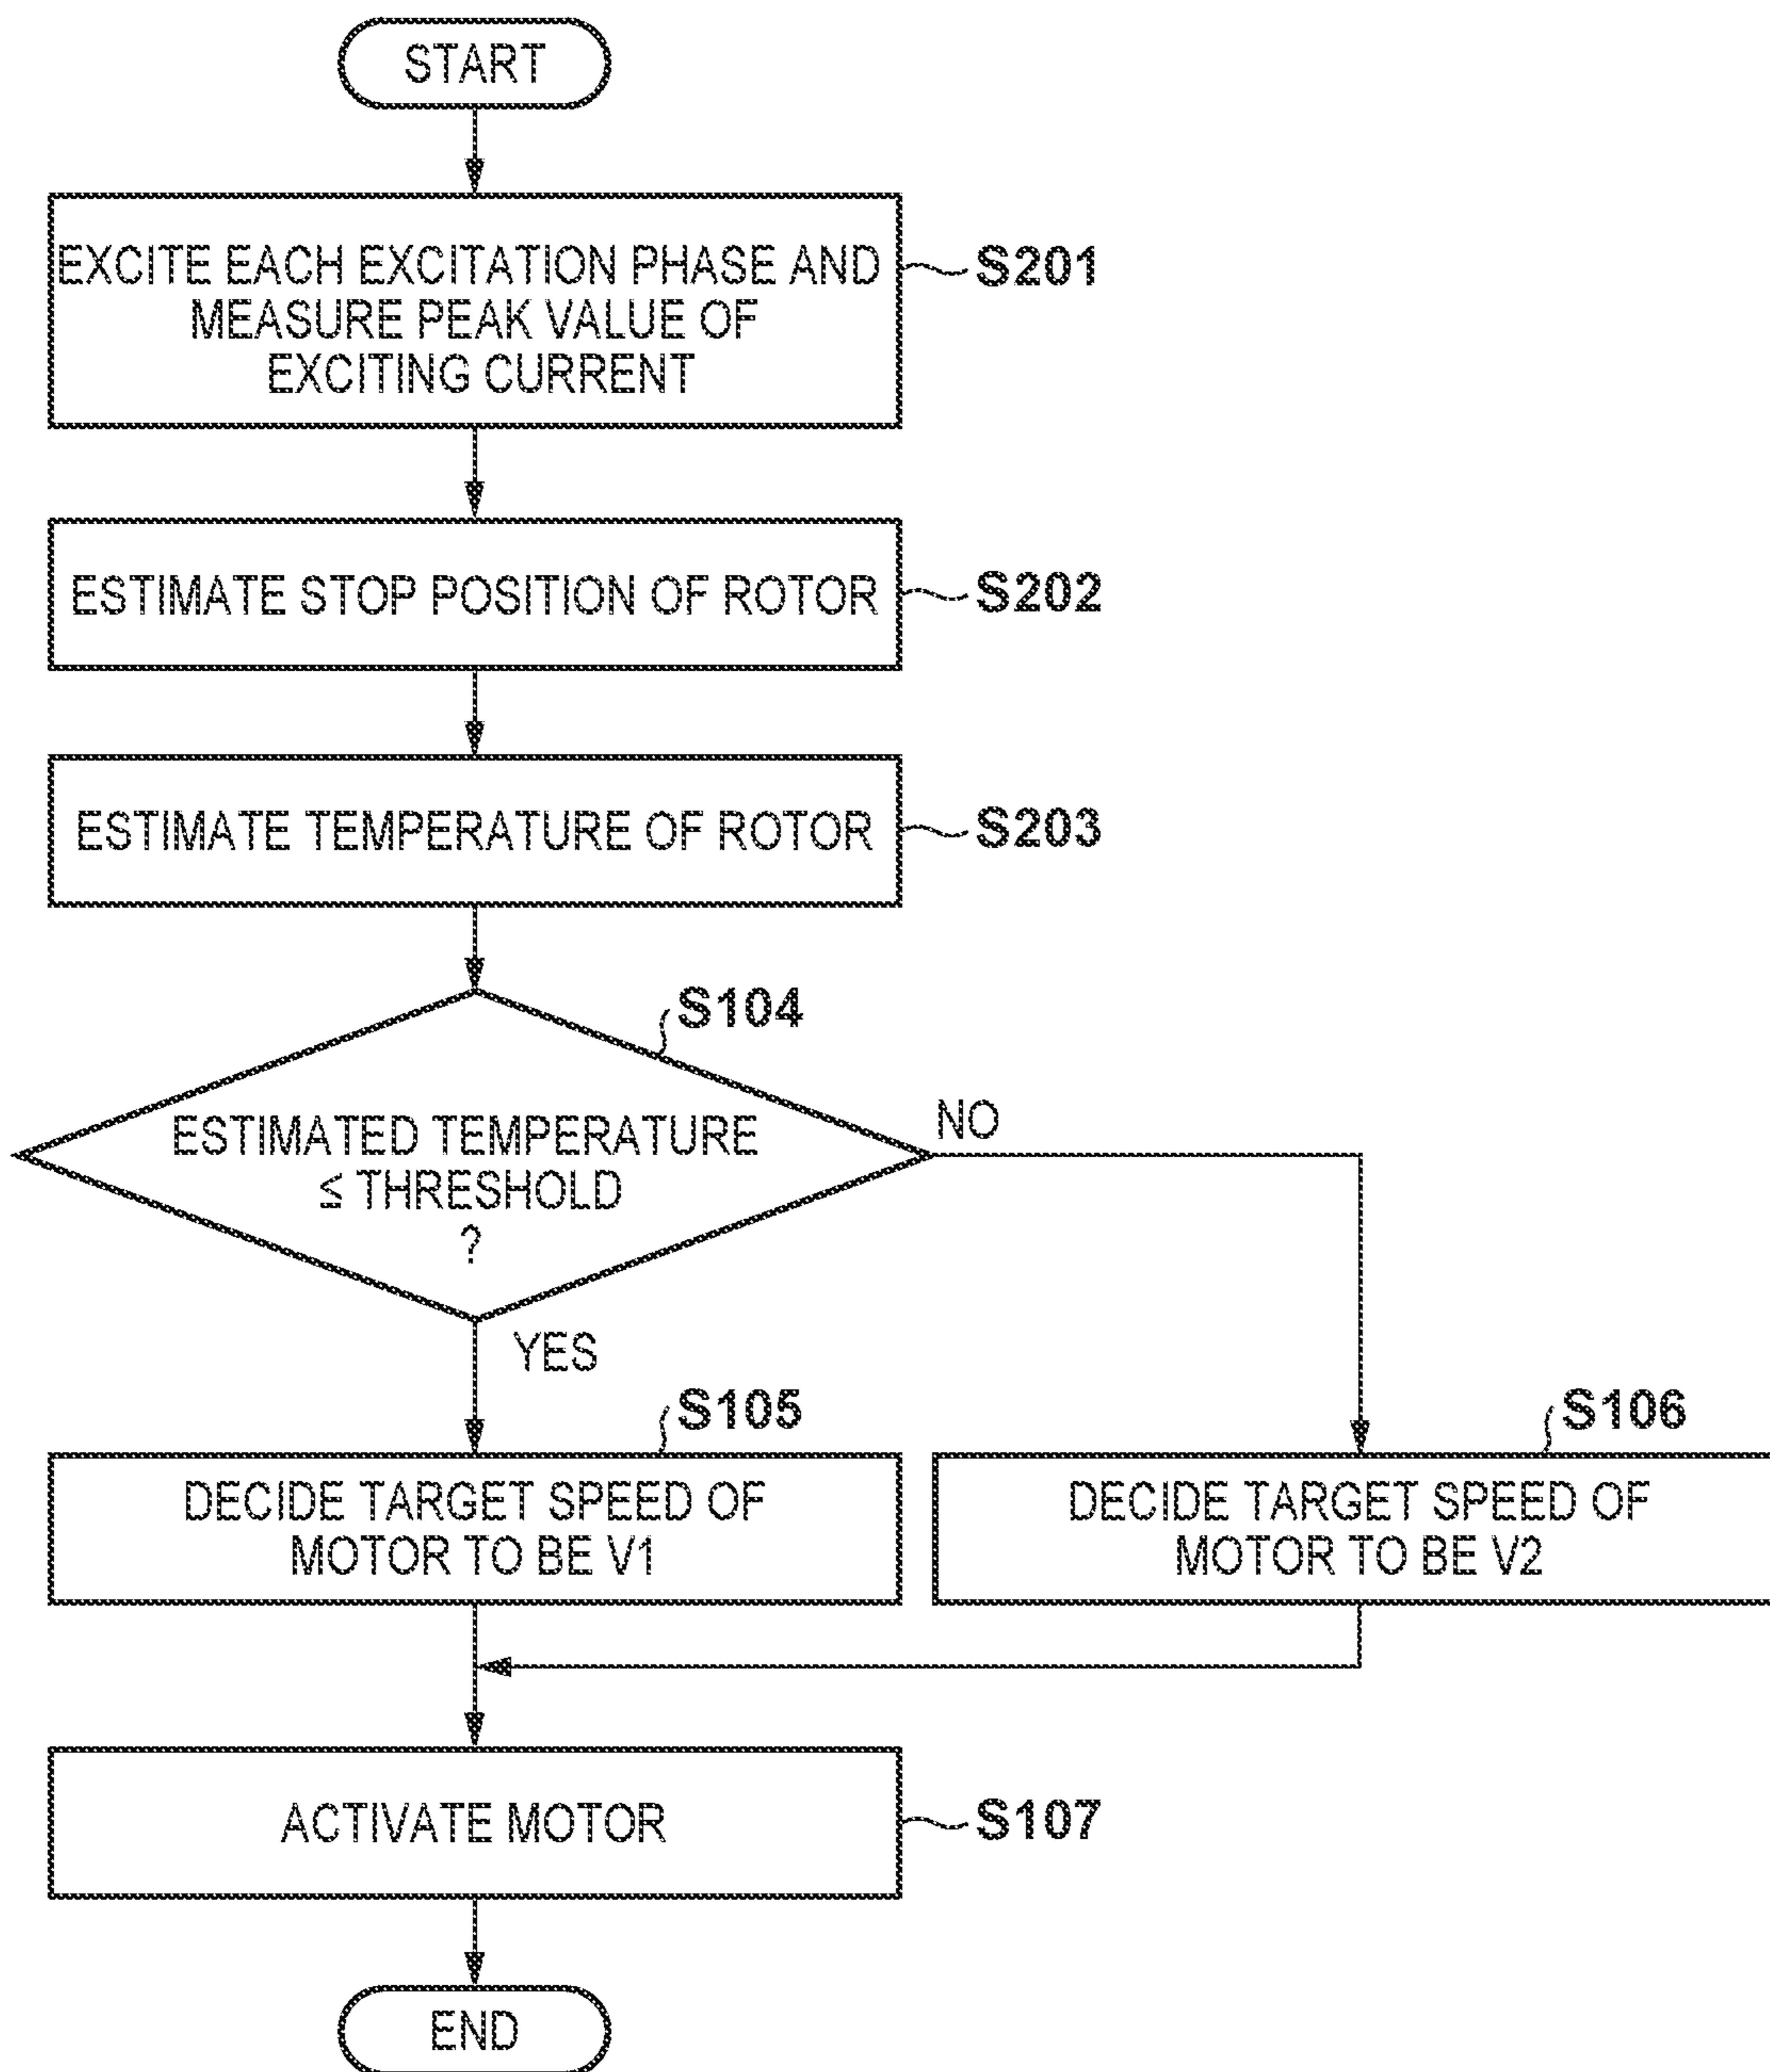 START
EXCITE EACH EXCITATION PHASE AND
MEASURE PEAK VALUE OF
EXCITING CURRENT
S201
ESTIMATE STOP POSITION OF ROTOR
S202
ESTIMATE TEMPERATURE OF ROTOR
S203
S104
ESTIMATED TEMPERATURE
≤ THRESHOLD
?
NO
YES
S105
DECIDE TARGET SPEED OF
MOTOR TO BE V1
S106
DECIDE TARGET SPEED OF
MOTOR TO BE V2
ACTIVATE MOTOR
S107
END